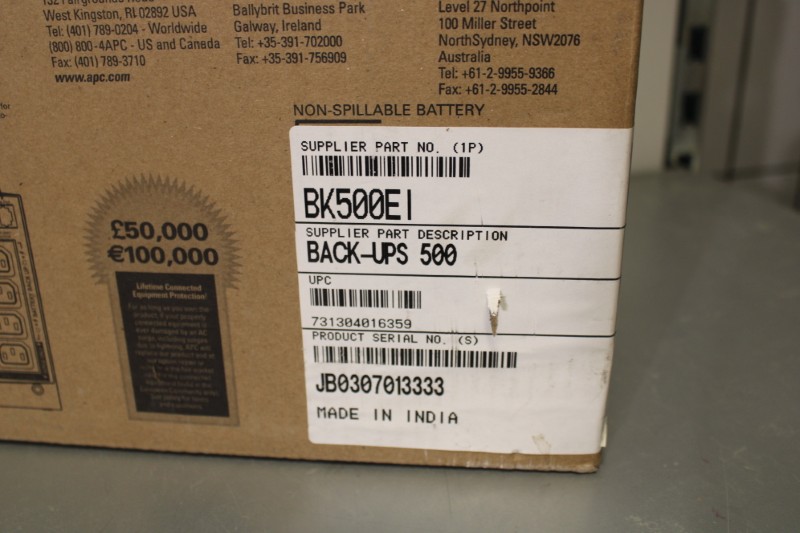 West Kingston, RI 02892 USA
Tel: (401) 789-0204 - Worldwide
(800) 800-4APC - US and Canada
Fax: (401) 789-3710
www.apc.com
Ballybrit Business Park
Galway, Ireland
Tel: +35-391-702000
Fax: +35-391-756909
Level 27 Northpoint
100 Miller Street
NorthSydney, NSW2076
Australia
Tel: +61-2-9955-9366
Fax: +61-2-9955-2844
NON-SPILLABLE BATTERY
SUPPLIER PART NO. (1P)
BK500EI
SUPPLIER PART DESCRIPTION
BACK-UPS 500
UPC
731304016359
PRODUCT SERIAL NO. (S)
JB0307013333
MADE IN INDIA
£50,000
€100,000
Lifetime Connected
Equipment Protection